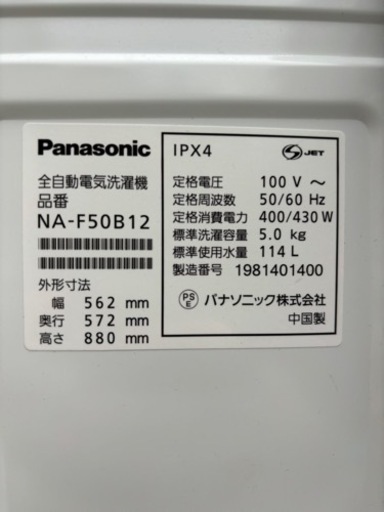 Panasonic
全自動電気洗濯機
品番
NA-F50B12
外形寸法
幅 562 mm
奥行 572 mm
高さ 880 mm
IPX4
S JET
定格電圧 100 V ～
定格周波数 50/60 Hz
定格消費電力 400/430 W
標準洗濯容量 5.0 kg
標準使用水量 114 L
製造番号 1981401400
PS E パナソニック株式会社
中国製